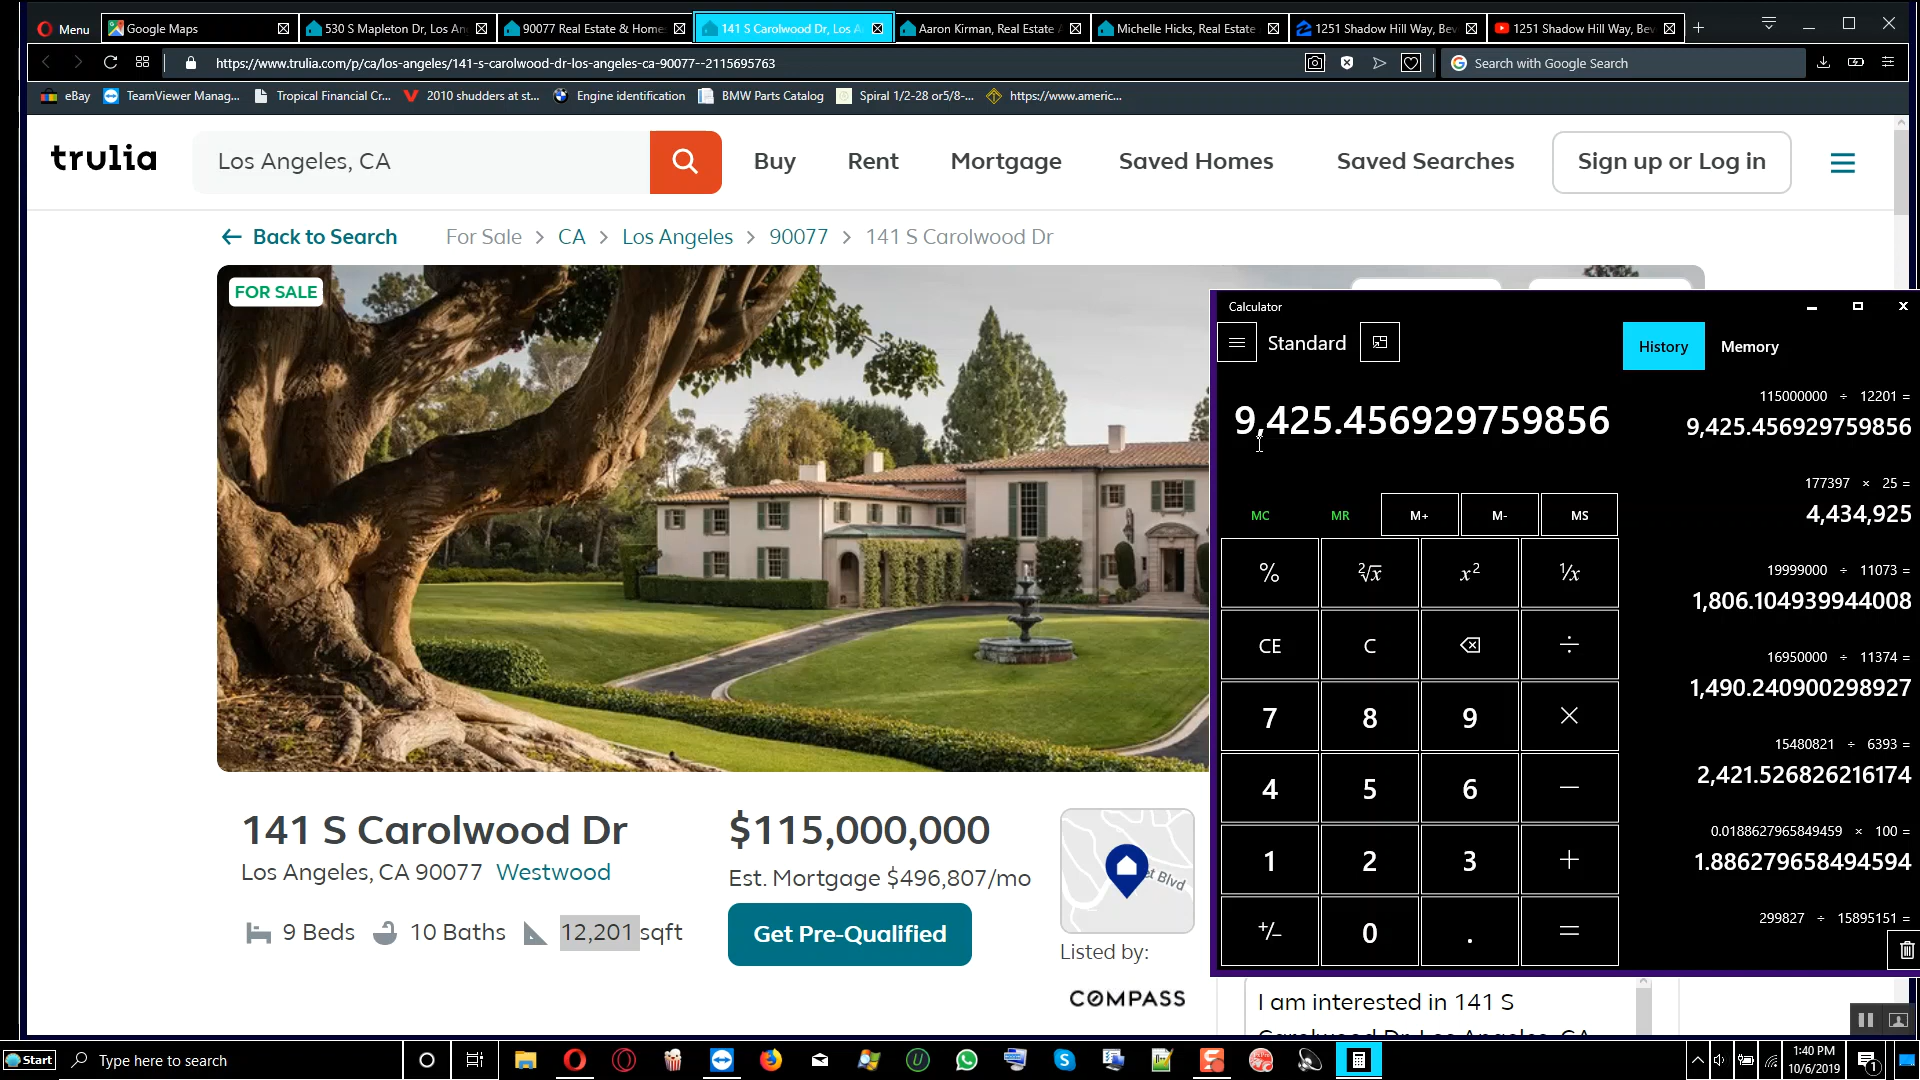 Menu
Google Maps
530 S Mapleton Dr, Los An
90077 Real Estate & Home
141 S Carolwood Dr, Los A
Aaron Kirman, Real Estate A
Michelle Hicks, Real Estate
1251 Shadow Hill Way, Bev
1251 Shadow Hill Way, Bev
https://www.trulia.com/p/ca/los-angeles/141-s-carolwood-dr-los-angeles-ca-90077--2115695763
Search with Google Search
eBay
TeamViewer Manag...
Tropical Financial Cr...
2010 shudders at st...
Engine identification
BMW Parts Catalog
Spiral 1/2-28 or5/8-...
https://www.americ...
trulia
Los Angeles, CA
Buy
Rent
Mortgage
Saved Homes
Saved Searches
Sign up or Log in
← Back to Search
For Sale > CA > Los Angeles > 90077 > 141 S Carolwood Dr
FOR SALE
141 S Carolwood Dr
Los Angeles, CA 90077 Westwood
9 Beds 10 Baths 12,201 sqft
$115,000,000
Est. Mortgage $496,807/mo
Get Pre-Qualified
et Blvd
Listed by:
COMPASS
I am interested in 141 S
Carolwood Dr, Los Angeles, CA
Calculator
Standard
History
Memory
9,425.456929759856
MC MR M+ M- MS
% ²√x x² ¹/x
CE C ⌫ ÷
7 8 9 ×
4 5 6 −
1 2 3 +
+/− 0 . =
115000000 ÷ 12201 =
9,425.456929759856
177397 × 25 =
4,434,925
19999000 ÷ 11073 =
1,806.104939944008
16950000 ÷ 11374 =
1,490.240900298927
15480821 ÷ 6393 =
2,421.526826216174
0.0188627965849459 × 100 =
1.886279658494594
299827 ÷ 15895151 =
Start
Type here to search
1:40 PM
10/6/2019
1